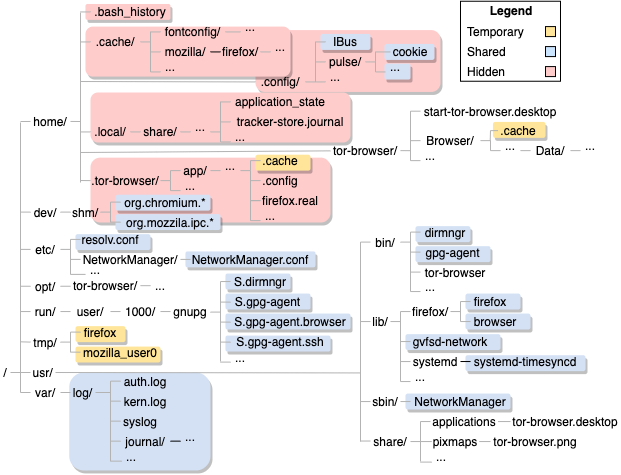 Legend
Temporary
Shared
Hidden
.bash_history
.cache/
fontconfig/ ...
mozilla/ firefox/ ...
...
.config/
IBus
pulse/
cookie
...
...
home/
.local/ share/ ...
application_state
tracker-store.journal
...
tor-browser/
start-tor-browser.desktop
Browser/
.cache
... Data/ ...
...
.tor-browser/
app/ ...
...
.cache
.config
firefox.real
...
dev/ shm/
org.chromium.*
org.mozzila.ipc.*
etc/
resolv.conf
NetworkManager/ NetworkManager.conf
...
opt/ tor-browser/ ...
run/ user/ 1000/ gnupg
S.dirmngr
S.gpg-agent
S.gpg-agent.browser
S.gpg-agent.ssh
...
tmp/
firefox
mozilla_user0
/ usr/
bin/
dirmngr
gpg-agent
tor-browser
...
lib/
firefox/
firefox
browser
gvfsd-network
systemd systemd-timesyncd
...
sbin/ NetworkManager
share/
applications tor-browser.desktop
pixmaps tor-browser.png
...
var/ log/
auth.log
kern.log
syslog
journal/ ...
...